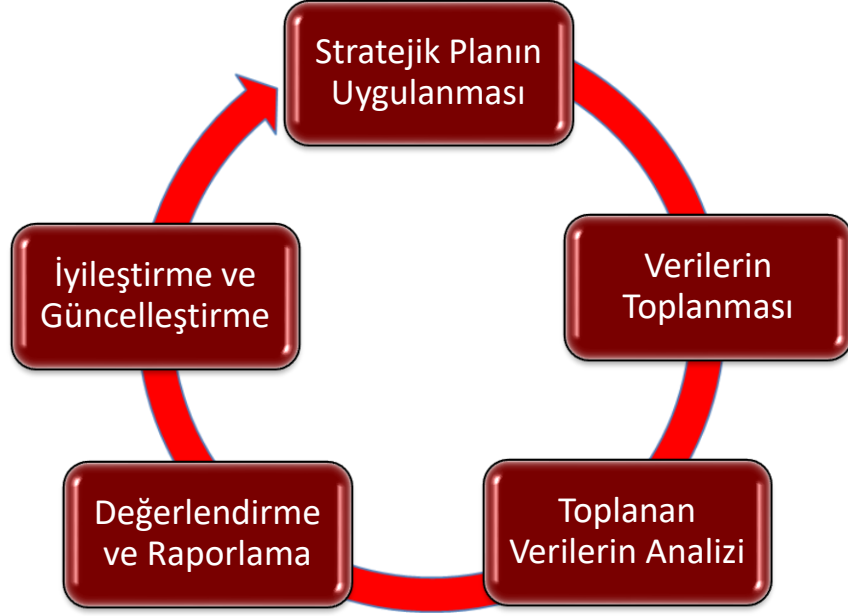 Stratejik Planın
Uygulanması
Verilerin
Toplanması
Toplanan
Verilerin Analizi
Değerlendirme
ve Raporlama
İyileştirme ve
Güncelleştirme